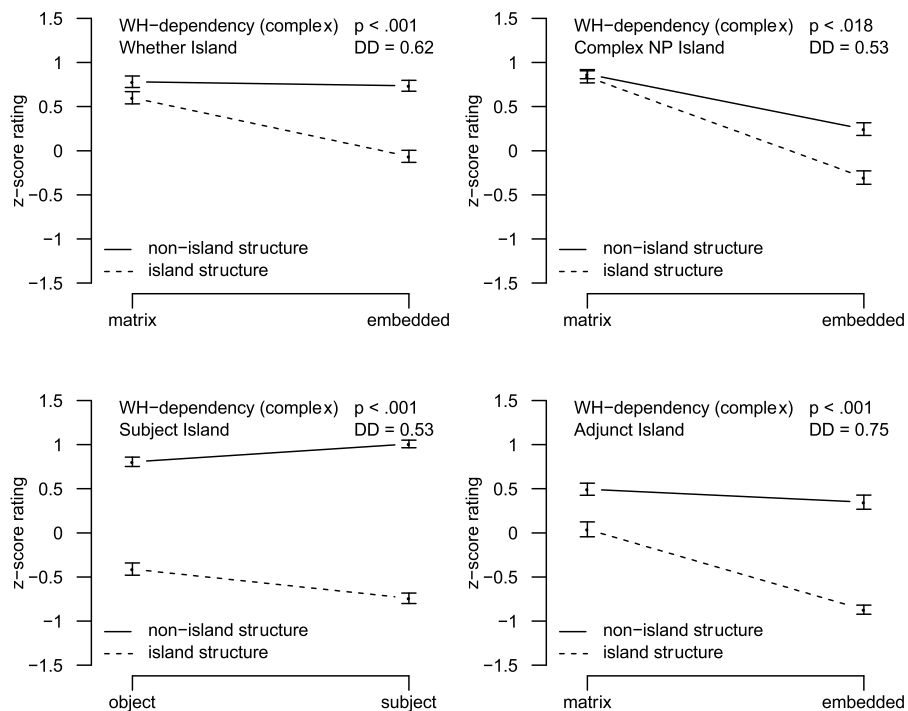 WH−dependency (complex) p < .001
Whether Island DD = 0.62
z−score rating
1.5
1
0.5
0
−0.5
−1
−1.5
non−island structure
island structure
matrix embedded
WH−dependency (complex) p < .018
Complex NP Island DD = 0.53
z−score rating
1.5
1
0.5
0
−0.5
−1
−1.5
non−island structure
island structure
matrix embedded
WH−dependency (complex) p < .001
Subject Island DD = 0.53
z−score rating
1.5
1
0.5
0
−0.5
−1
−1.5
non−island structure
island structure
object subject
WH−dependency (complex) p < .001
Adjunct Island DD = 0.75
z−score rating
1.5
1
0.5
0
−0.5
−1
−1.5
non−island structure
island structure
matrix embedded